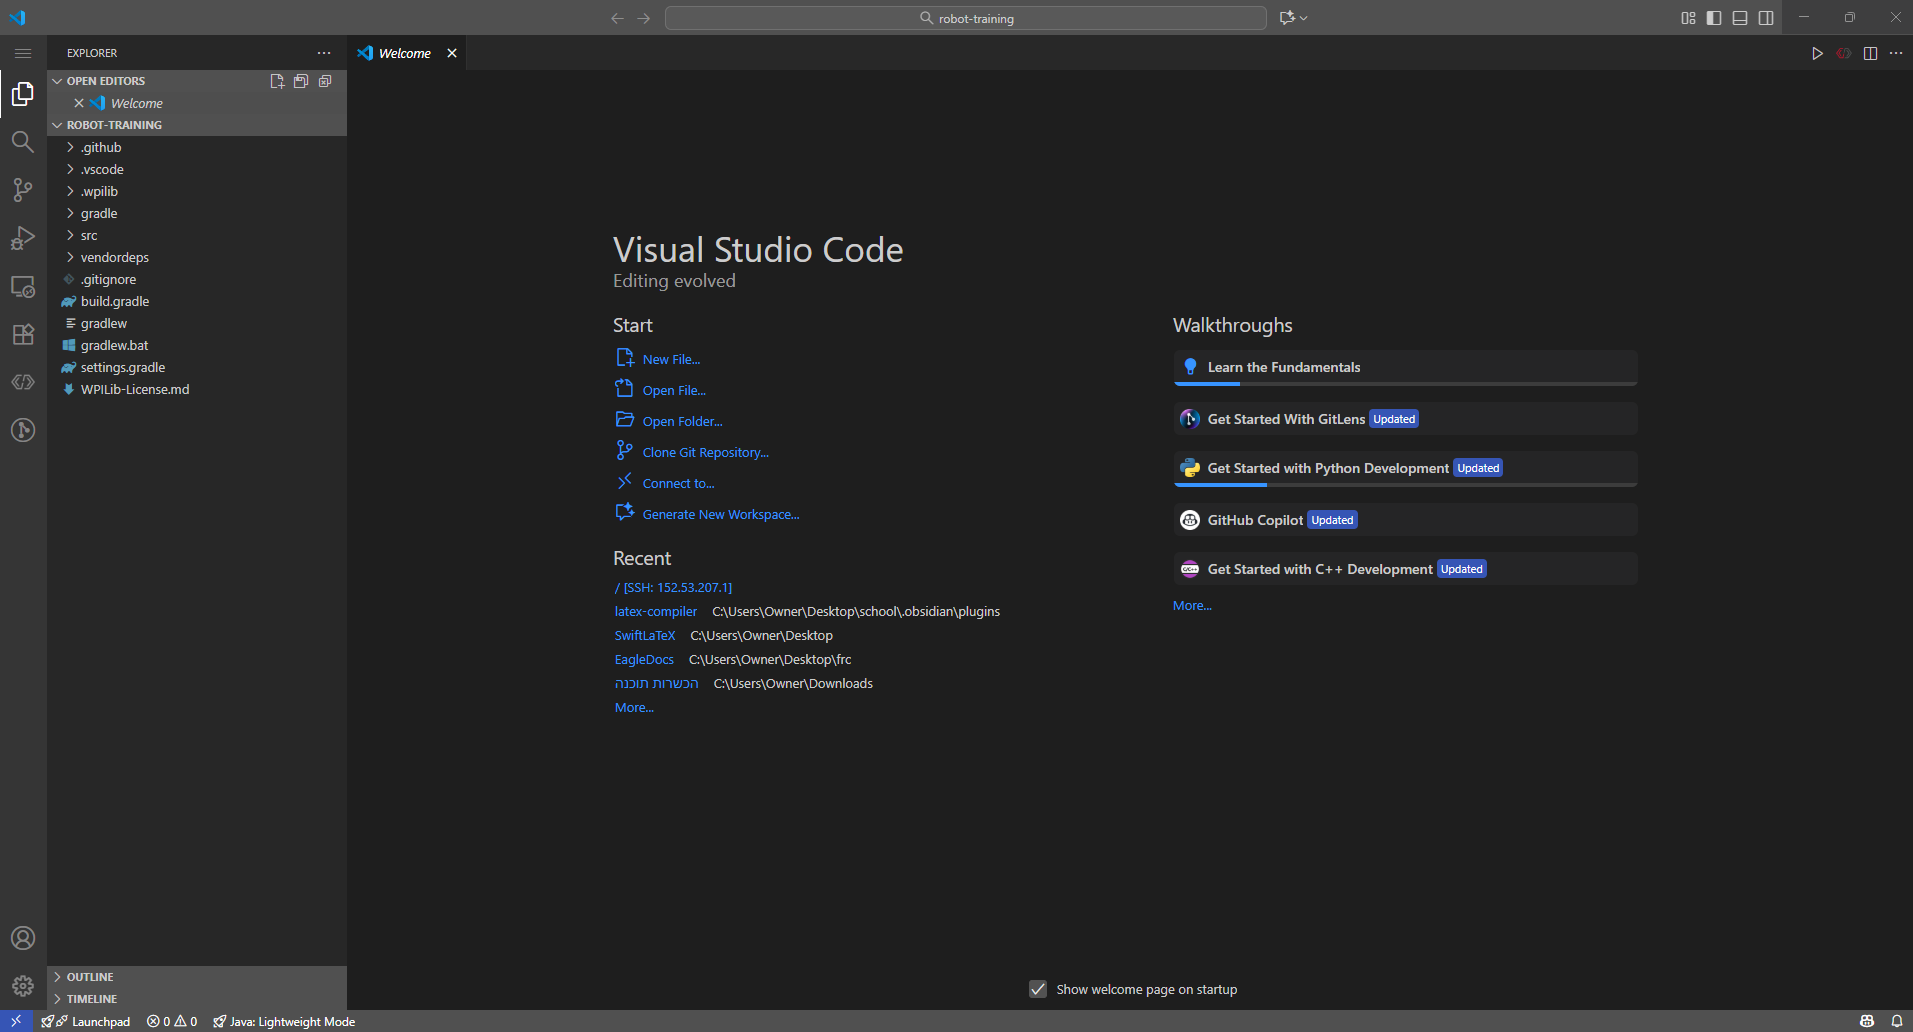 robot-training
EXPLORER
Welcome
OPEN EDITORS
Welcome
ROBOT-TRAINING
.github
.vscode
.wpilib
gradle
src
vendordeps
.gitignore
build.gradle
gradlew
gradlew.bat
settings.gradle
WPILib-License.md
OUTLINE
TIMELINE
Visual Studio Code
Editing evolved
Start
New File...
Open File...
Open Folder...
Clone Git Repository...
Connect to...
Generate New Workspace...
Recent
/ [SSH: 152.53.207.1]
latex-compiler C:\Users\Owner\Desktop\school\.obsidian\plugins
SwiftLaTeX C:\Users\Owner\Desktop
EagleDocs C:\Users\Owner\Desktop\frc
הכשרות תוכנה C:\Users\Owner\Downloads
More...
Walkthroughs
Learn the Fundamentals
Get Started With GitLens Updated
Get Started with Python Development Updated
GitHub Copilot Updated
Get Started with C++ Development Updated
More...
Show welcome page on startup
Launchpad 0 0 Java: Lightweight Mode